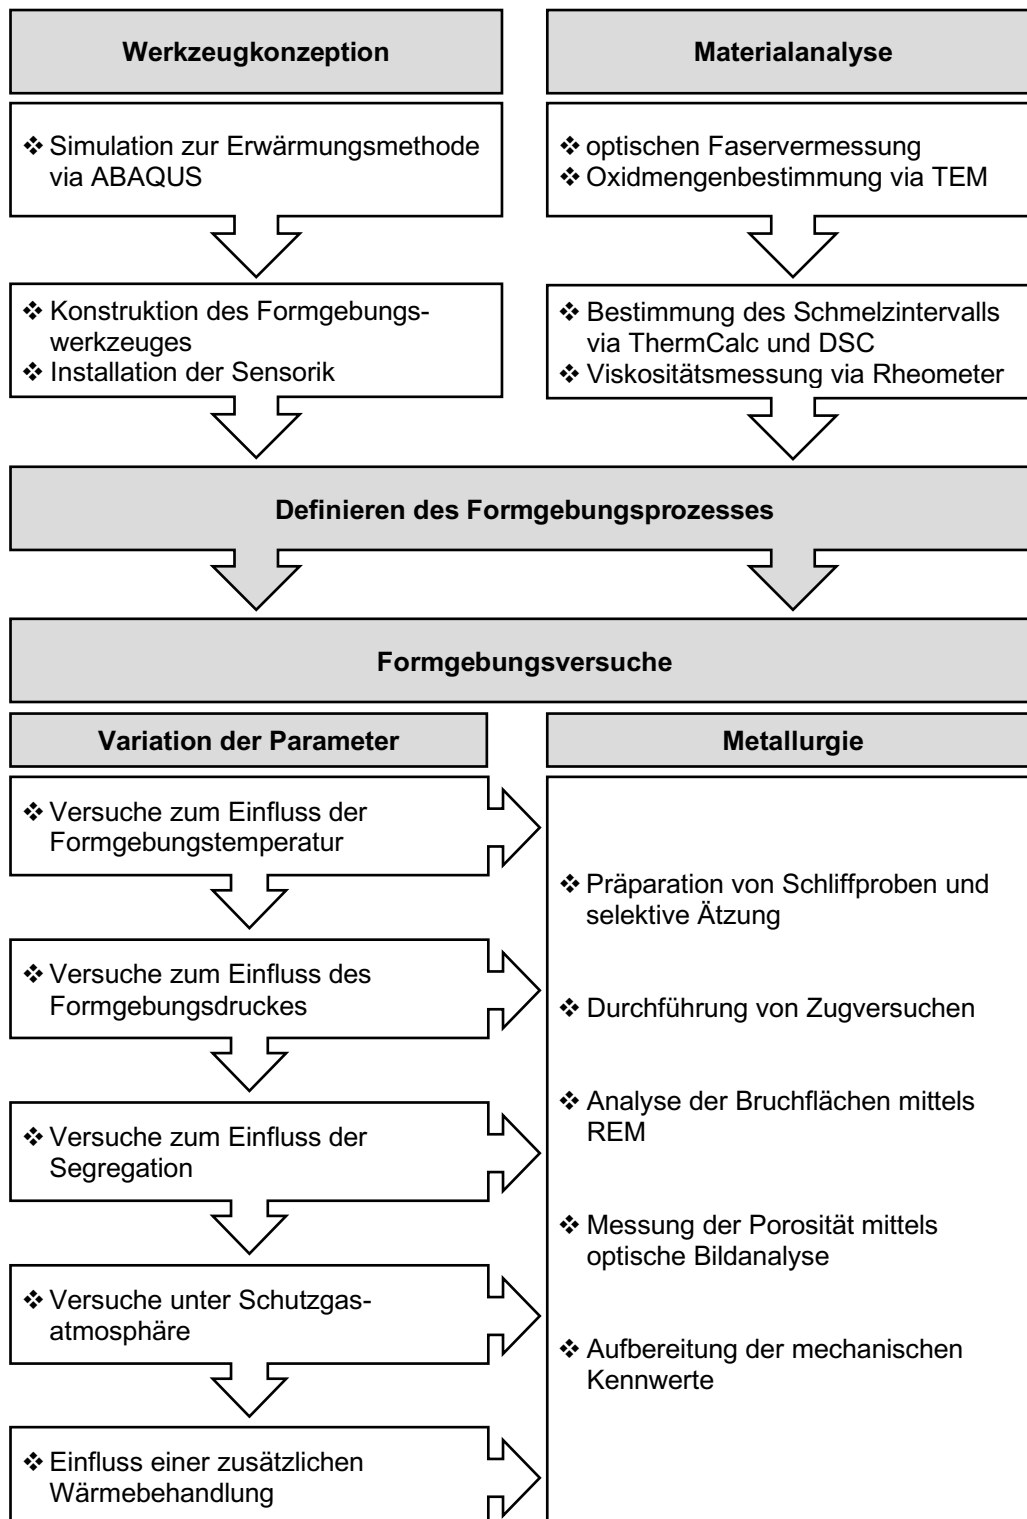 Werkzeugkonzeption
❖ Simulation zur Erwärmungsmethode
via ABAQUS
❖ Konstruktion des Formgebungs-
werkzeuges
❖ Installation der Sensorik
Materialanalyse
❖ optischen Faservermessung
❖ Oxidmengenbestimmung via TEM
❖ Bestimmung des Schmelzintervalls
via ThermCalc und DSC
❖ Viskositätsmessung via Rheometer
Definieren des Formgebungsprozesses
Formgebungsversuche
Variation der Parameter
❖ Versuche zum Einfluss der
Formgebungstemperatur
❖ Versuche zum Einfluss des
Formgebungsdruckes
❖ Versuche zum Einfluss der
Segregation
❖ Versuche unter Schutzgas-
atmosphäre
❖ Einfluss einer zusätzlichen
Wärmebehandlung
Metallurgie
❖ Präparation von Schliffproben und
selektive Ätzung
❖ Durchführung von Zugversuchen
❖ Analyse der Bruchflächen mittels
REM
❖ Messung der Porosität mittels
optische Bildanalyse
❖ Aufbereitung der mechanischen
Kennwerte